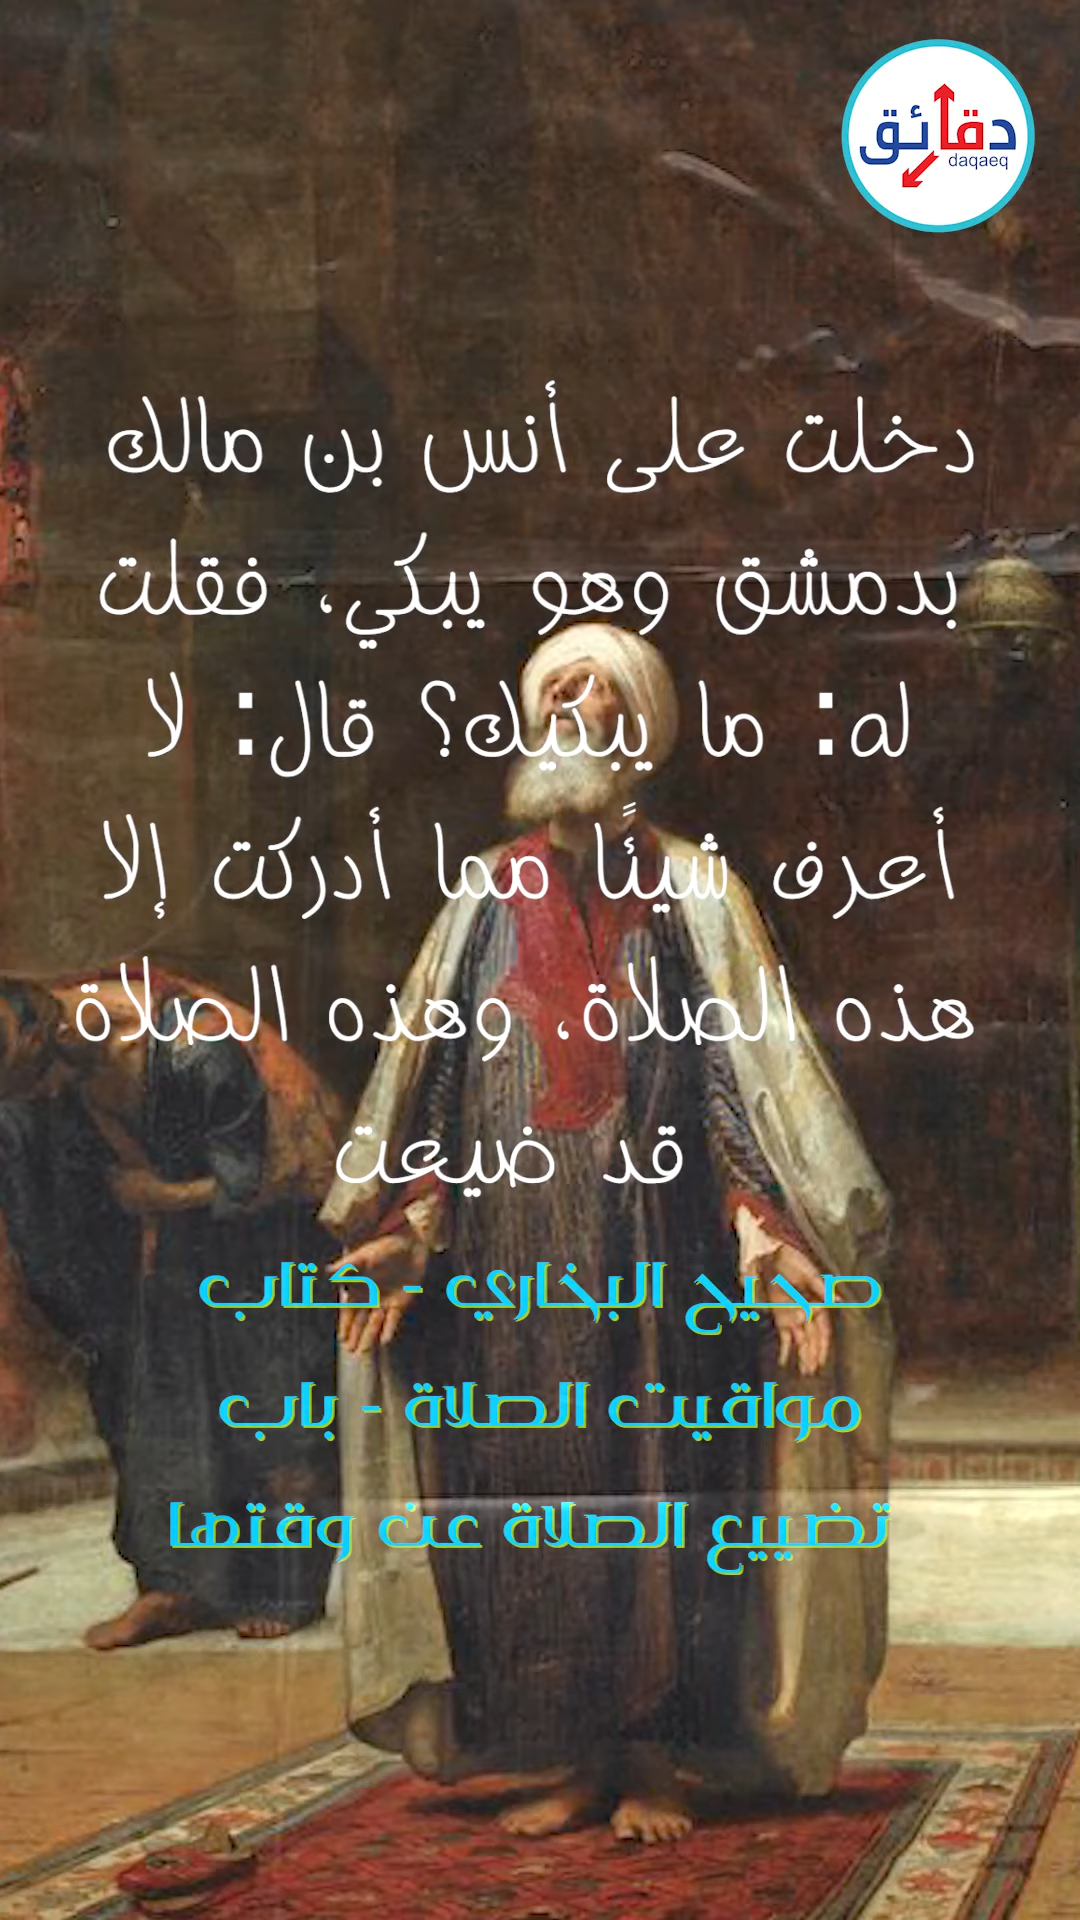 دقائق
daqaeq
دخلت على أنس بن مالك
بدمشق وهو يبكي، فقلت
له: ما يبكيك؟ قال: لا
أعرف شيئًا مما أدركت إلا
هذه الصلاة، وهذه الصلاة
قد ضيعت
صحيح البخاري - كتاب
مواقيت الصلاة - باب
تضييع الصلاة عن وقتها